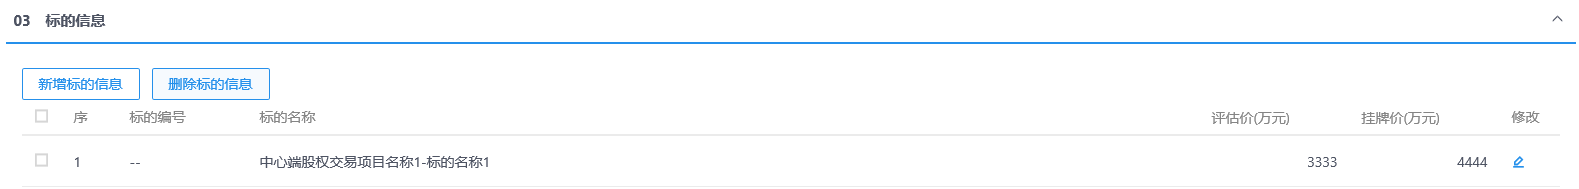 03 标的信息
新增标的信息 删除标的信息
序 标的编号 标的名称 评估价(万元) 挂牌价(万元) 修改
1 -- 中心端股权交易项目名称1-标的名称1 3333 4444